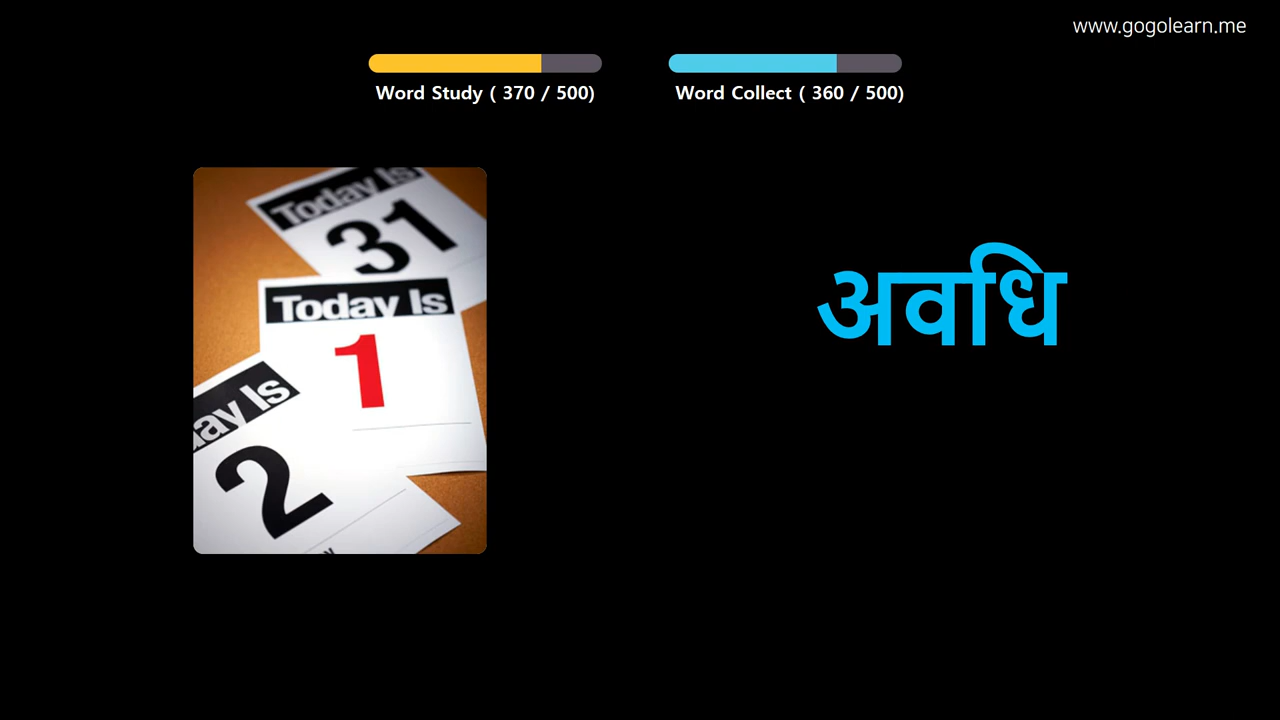 www.gogolearn.me
Word Study ( 370 / 500)
Word Collect ( 360 / 500)
Today Is
31
Today Is
1
ay Is
2
अवधि